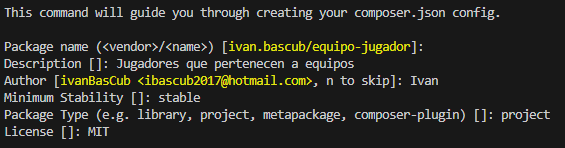 This command will guide you through creating your composer.json config.
Package name (<vendor>/<name>) [ivan.bascub/equipo-jugador]:
Description []: Jugadores que pertenecen a equipos
Author [ivanBasCub <ibascub2017@hotmail.com>, n to skip]: Ivan
Minimum Stability []: stable
Package Type (e.g. library, project, metapackage, composer-plugin) []: project
License []: MIT